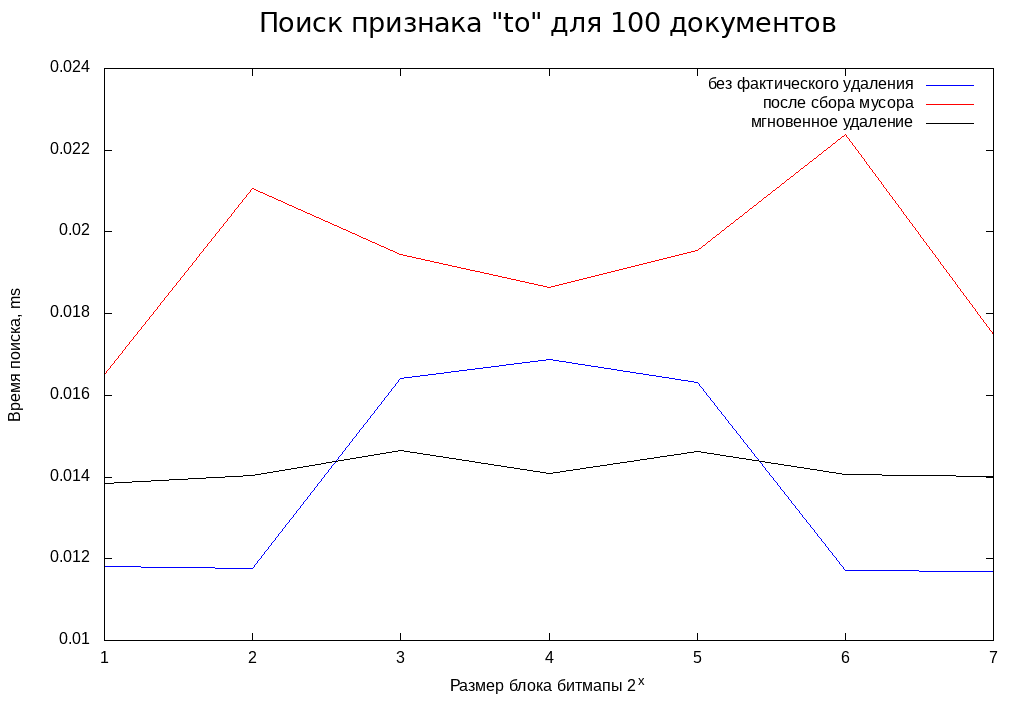 Поиск признака "to" для 100 документов
0.024
0.022
0.02
0.018
0.016
0.014
0.012
0.01
без фактического удаления
после сбора мусора
мгновенное удаление
Время поиска, ms
1 2 3 4 5 6 7
Размер блока битмапы 2^x